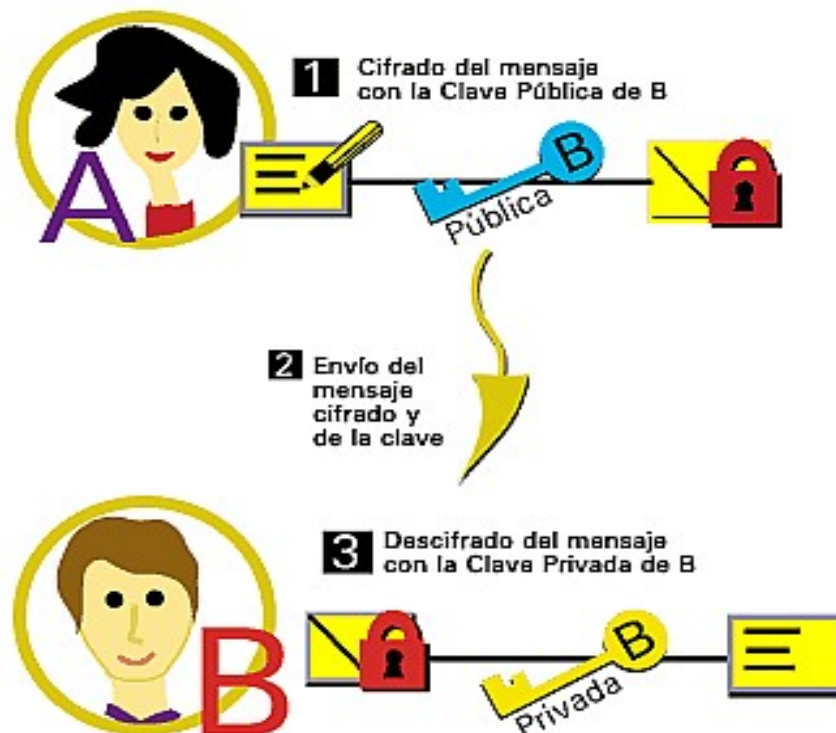 1 Cifrado del mensaje
con la Clave Pública de B
A
B
Pública
2 Envío del
mensaje
cifrado y
de la clave
3 Descifrado del mensaje
con la Clave Privada de B
B
B
Privada